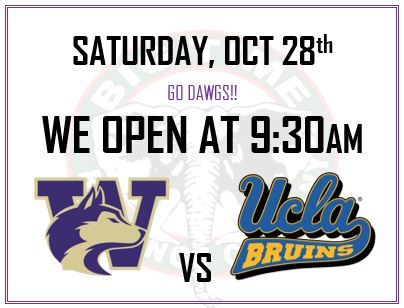 SATURDAY, OCT 28th
GO DAWGS!!
WE OPEN AT 9:30AM
W
VS
Ucla®
BRUINS